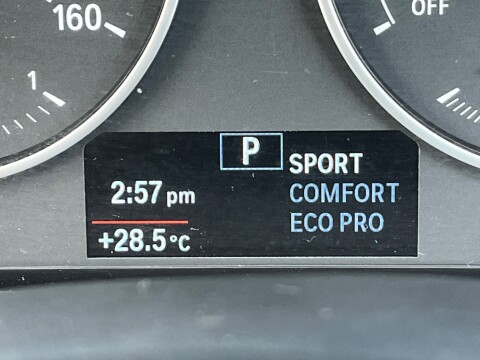 160
OFF
1
P
SPORT
2:57 pm
COMFORT
ECO PRO
+28.5°C